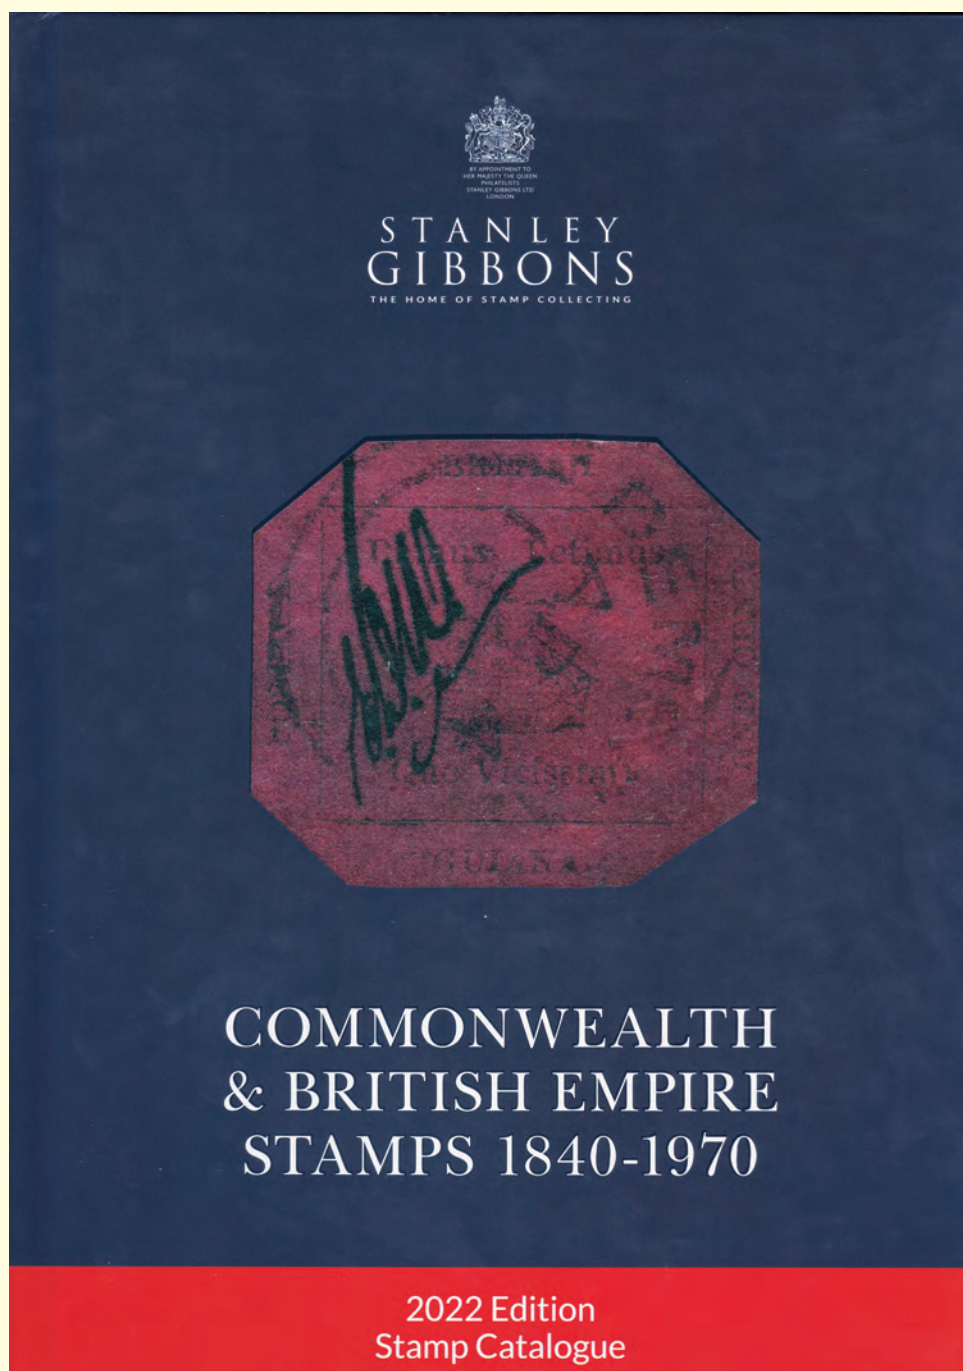 BY APPOINTMENT TO
HER MAJESTY THE QUEEN
PHILATELISTS
STANLEY GIBBONS LTD
LONDON
STANLEY
GIBBONS
THE HOME OF STAMP COLLECTING
GUIANA
COMMONWEALTH
& BRITISH EMPIRE
STAMPS 1840-1970
2022 Edition
Stamp Catalogue